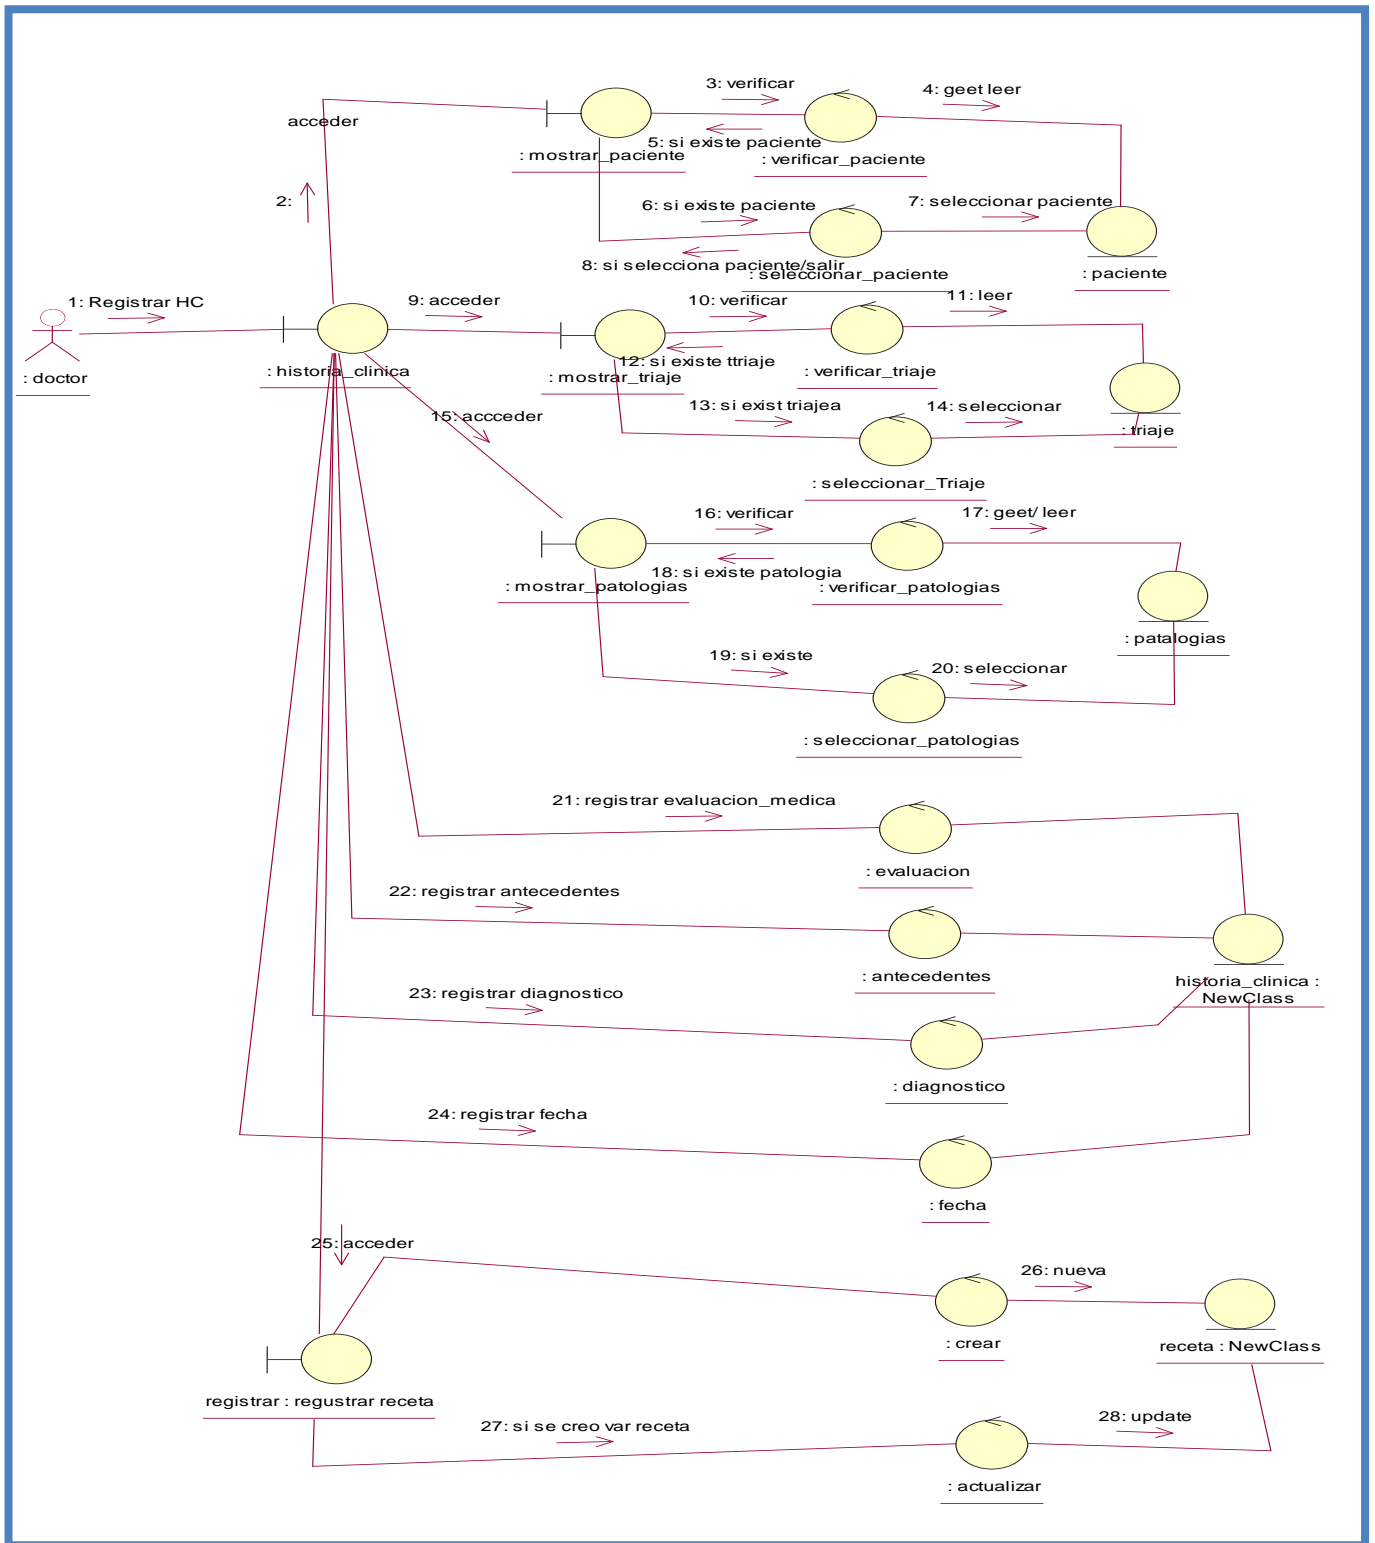 3: verificar
4: geet leer
acceder
5: si existe paciente
: mostrar_paciente
: verificar_paciente
2:
6: si existe paciente
7: seleccionar paciente
8: si selecciona paciente/salir
: seleccionar_paciente
: paciente
1: Registrar HC
9: acceder
10: verificar
11: leer
: doctor
: historia_clinica
12: si existe ttriaje
: mostrar_triaje
: verificar_triaje
15: accceder
13: si exist triajea
14: seleccionar
: triaje
: seleccionar_Triaje
16: verificar
17: geet/ leer
18: si existe patologia
: mostrar_patologias
: verificar_patologias
: patalogias
19: si existe
20: seleccionar
: seleccionar_patologias
21: registrar evaluacion_medica
: evaluacion
22: registrar antecedentes
: antecedentes
historia_clinica :
NewClass
23: registrar diagnostico
: diagnostico
24: registrar fecha
: fecha
25: acceder
26: nueva
: crear
receta : NewClass
registrar : regustrar receta
27: si se creo var receta
28: update
: actualizar